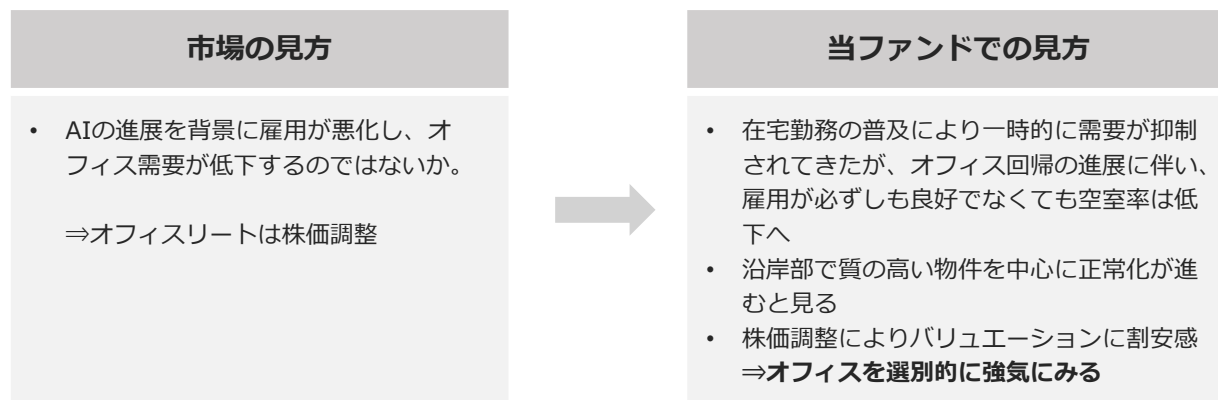 市場の見方
• AIの進展を背景に雇用が悪化し、オ
フィス需要が低下するのではないか。
⇒オフィスリートは株価調整
当ファンドでの見方
• 在宅勤務の普及により一時的に需要が抑制
されてきたが、オフィス回帰の進展に伴い、
雇用が必ずしも良好でなくても空室率は低
下へ
• 沿岸部で質の高い物件を中心に正常化が進
むと見る
• 株価調整によりバリュエーションに割安感
⇒オフィスを選別的に強気にみる